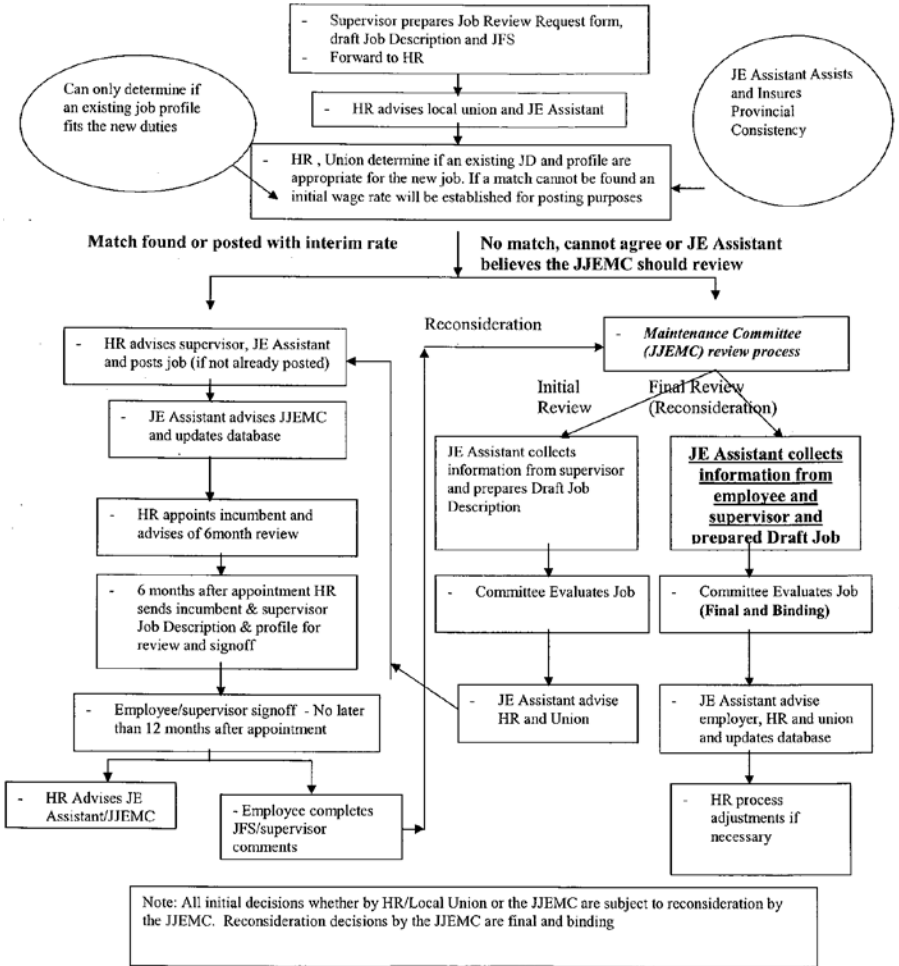 - Supervisor prepares Job Review Request form,
draft Job Description and JFS
- Forward to HR
Can only determine if
an existing job profile
fits the new duties
JE Assistant Assists
and Insures
Provincial
Consistency
- HR advises local union and JE Assistant
- HR , Union determine if an existing JD and profile are
appropriate for the new job. If a match cannot be found an
initial wage rate will be established for posting purposes
Match found or posted with interim rate
No match, cannot agree or JE Assistant
believes the JJEMC should review
- HR advises supervisor, JE Assistant
and posts job (if not already posted)
- JE Assistant advises JJEMC
and updates database
- HR appoints incumbent and
advises of 6month review
- 6 months after appointment HR
sends incumbent & supervisor
Job Description & profile for
review and signoff
- Employee/supervisor signoff - No later
than 12 months after appointment
- HR Advises JE
Assistant/JJEMC
- Employee completes
JFS/supervisor
comments
Reconsideration
- Maintenance Committee
(JJEMC) review process
Initial
Review
Final Review
(Reconsideration)
JE Assistant collects
information from supervisor
and prepares Draft Job
Description
- Committee Evaluates Job
- JE Assistant advise
HR and Union
JE Assistant collects
information from
employee and
supervisor and
prepared Draft Job
- Committee Evaluates Job
(Final and Binding)
- JE Assistant advise
employer, HR and union
and updates database
- HR process
adjustments if
necessary
Note: All initial decisions whether by HR/Local Union or the JJEMC are subject to reconsideration by
the JJEMC. Reconsideration decisions by the JJEMC are final and binding